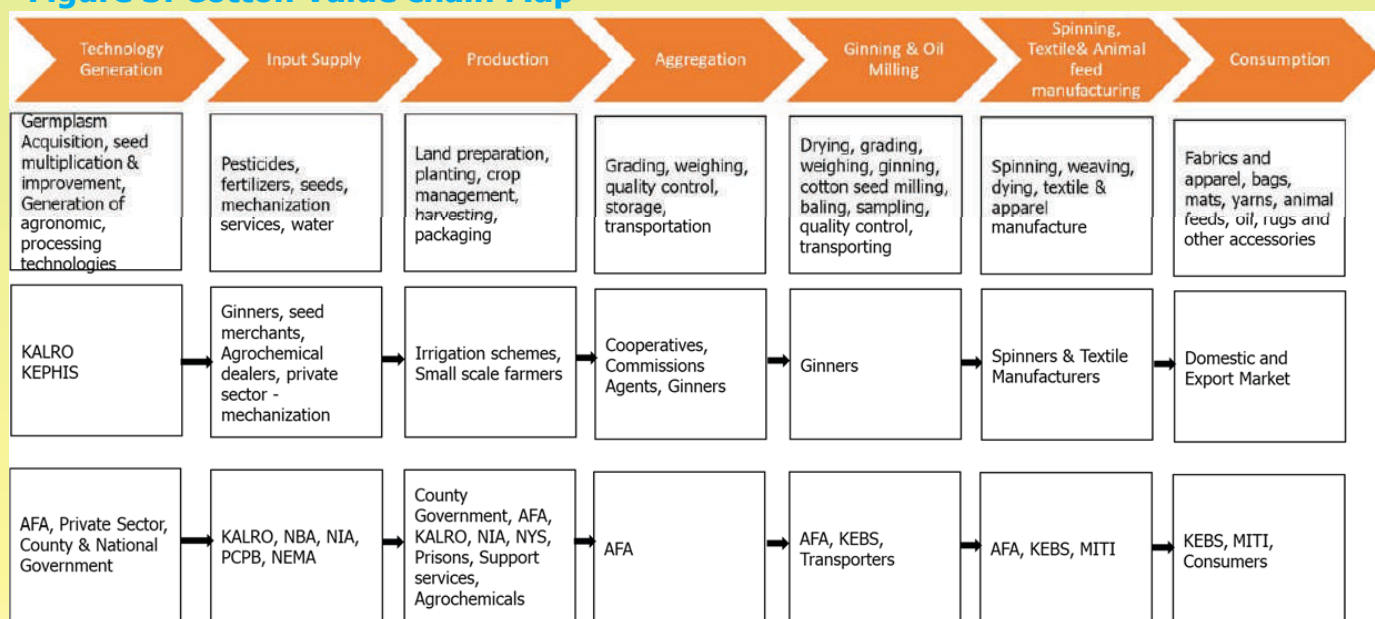 Figure 3: Cotton Value chain Map
Technology
Generation
Input Supply
Production
Aggregation
Ginning & Oil
Milling
Spinning,
Textile& Animal
feed
manufacturing
Consumption
Germplasm
Acquisition, seed
multiplication &
improvement,
Generation of
agronomic,
processing
technologies
Pesticides,
fertilizers, seeds,
mechanization
services, water
Land preparation,
planting, crop
management,
harvesting,
packaging
Grading, weighing,
quality control,
storage,
transportation
Drying, grading,
weighing, ginning,
cotton seed milling,
baling, sampling,
quality control,
transporting
Spinning, weaving,
dying, textile &
apparel
manufacture
Fabrics and
apparel, bags,
mats, yarns, animal
feeds, oil, rugs and
other accessories
KALRO
KEPHIS
Ginners, seed
merchants,
Agrochemical
dealers, private
sector -
mechanization
Irrigation schemes,
Small scale farmers
Cooperatives,
Commissions
Agents, Ginners
Ginners
Spinners & Textile
Manufacturers
Domestic and
Export Market
AFA, Private Sector,
County & National
Government
KALRO, NBA, NIA,
PCPB, NEMA
County
Government, AFA,
KALRO, NIA, NYS,
Prisons, Support
services,
Agrochemicals
AFA
AFA, KEBS,
Transporters
AFA, KEBS, MITI
KEBS, MITI,
Consumers